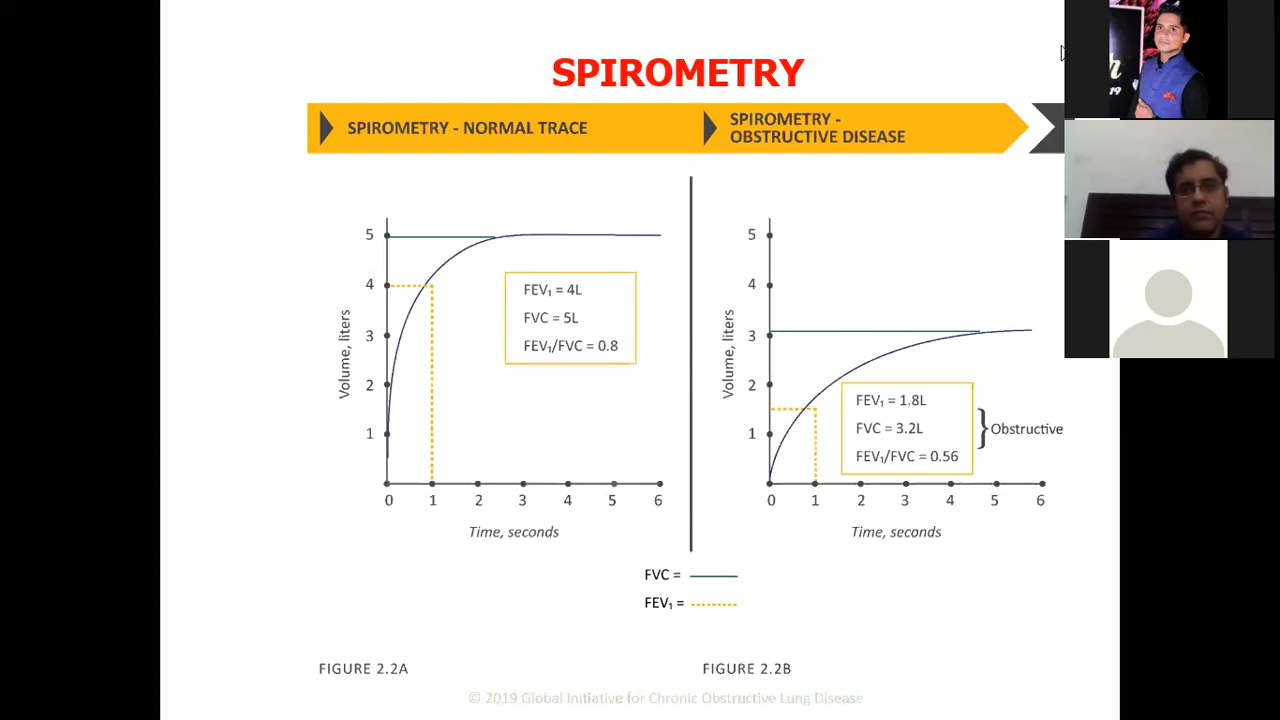 SPIROMETRY
SPIROMETRY - NORMAL TRACE
SPIROMETRY -
OBSTRUCTIVE DISEASE
Volume, liters
5
4
3
2
1
FEV₁ = 4L
FVC = 5L
FEV₁/FVC = 0.8
0 1 2 3 4 5 6
Time, seconds
Volume, liters
5
4
3
2
1
FEV₁ = 1.8L
FVC = 3.2L
FEV₁/FVC = 0.56
Obstructive
0 1 2 3 4 5 6
Time, seconds
FVC =
FEV₁ =
FIGURE 2.2A
FIGURE 2.2B
© 2019 Global Initiative for Chronic Obstructive Lung Disease
19